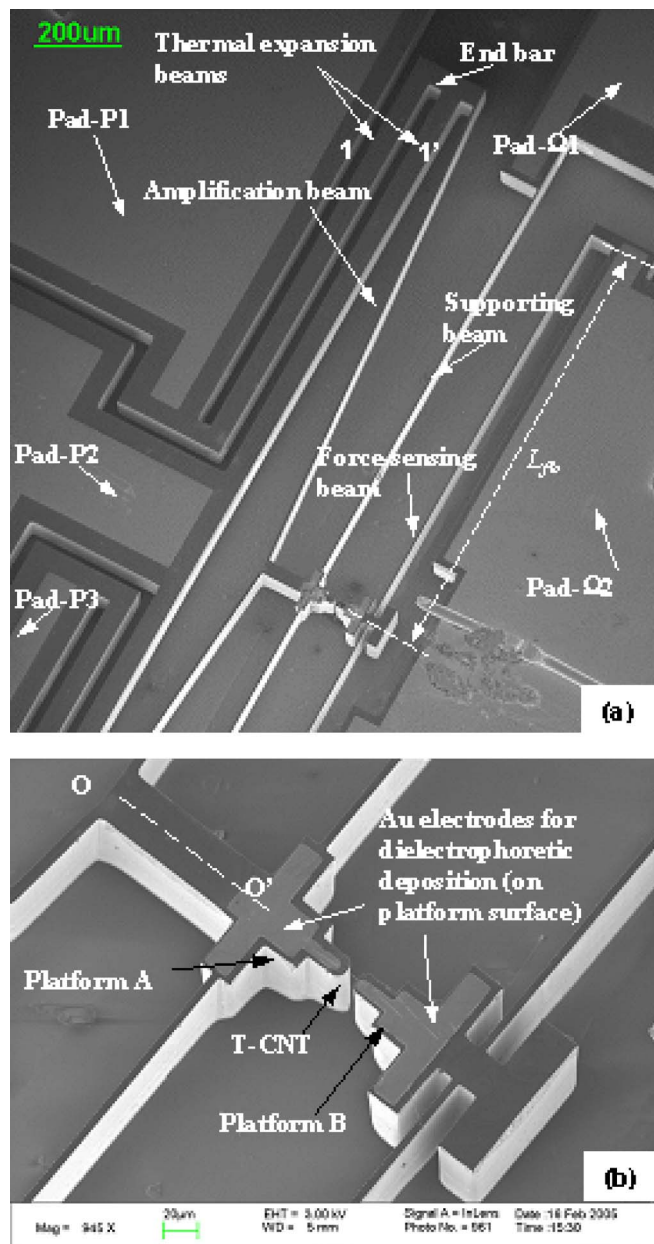 200um
Thermal expansion
beams
End bar
Pad-P1
1
1'
Pad-Ω1
Amplification beam
Supporting
beam
Pad-P2
Force-sensing
beam
L_fb
Pad-P3
Pad-Ω2
(a)
O
Au electrodes for
dielectrophoretic
deposition (on
platform surface)
O'
Platform A
T-CNT
Platform B
(b)
Mag = 945 X
20µm
EHT = 3.00 kV
WD = 5 mm
Signal A = InLens
Photo No. = 961
Date :16 Feb 2005
Time :15:30